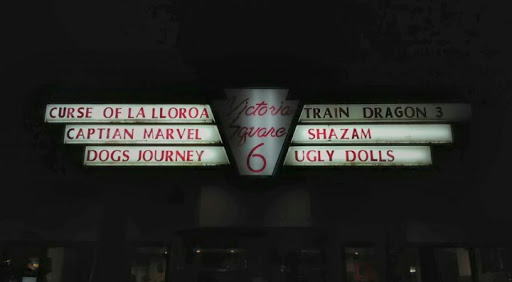 CURSE OF LA LLOROA
CAPTIAN MARVEL
DOGS JOURNEY
Victoria
Square
6
TRAIN DRAGON 3
SHAZAM
UGLY DOLLS